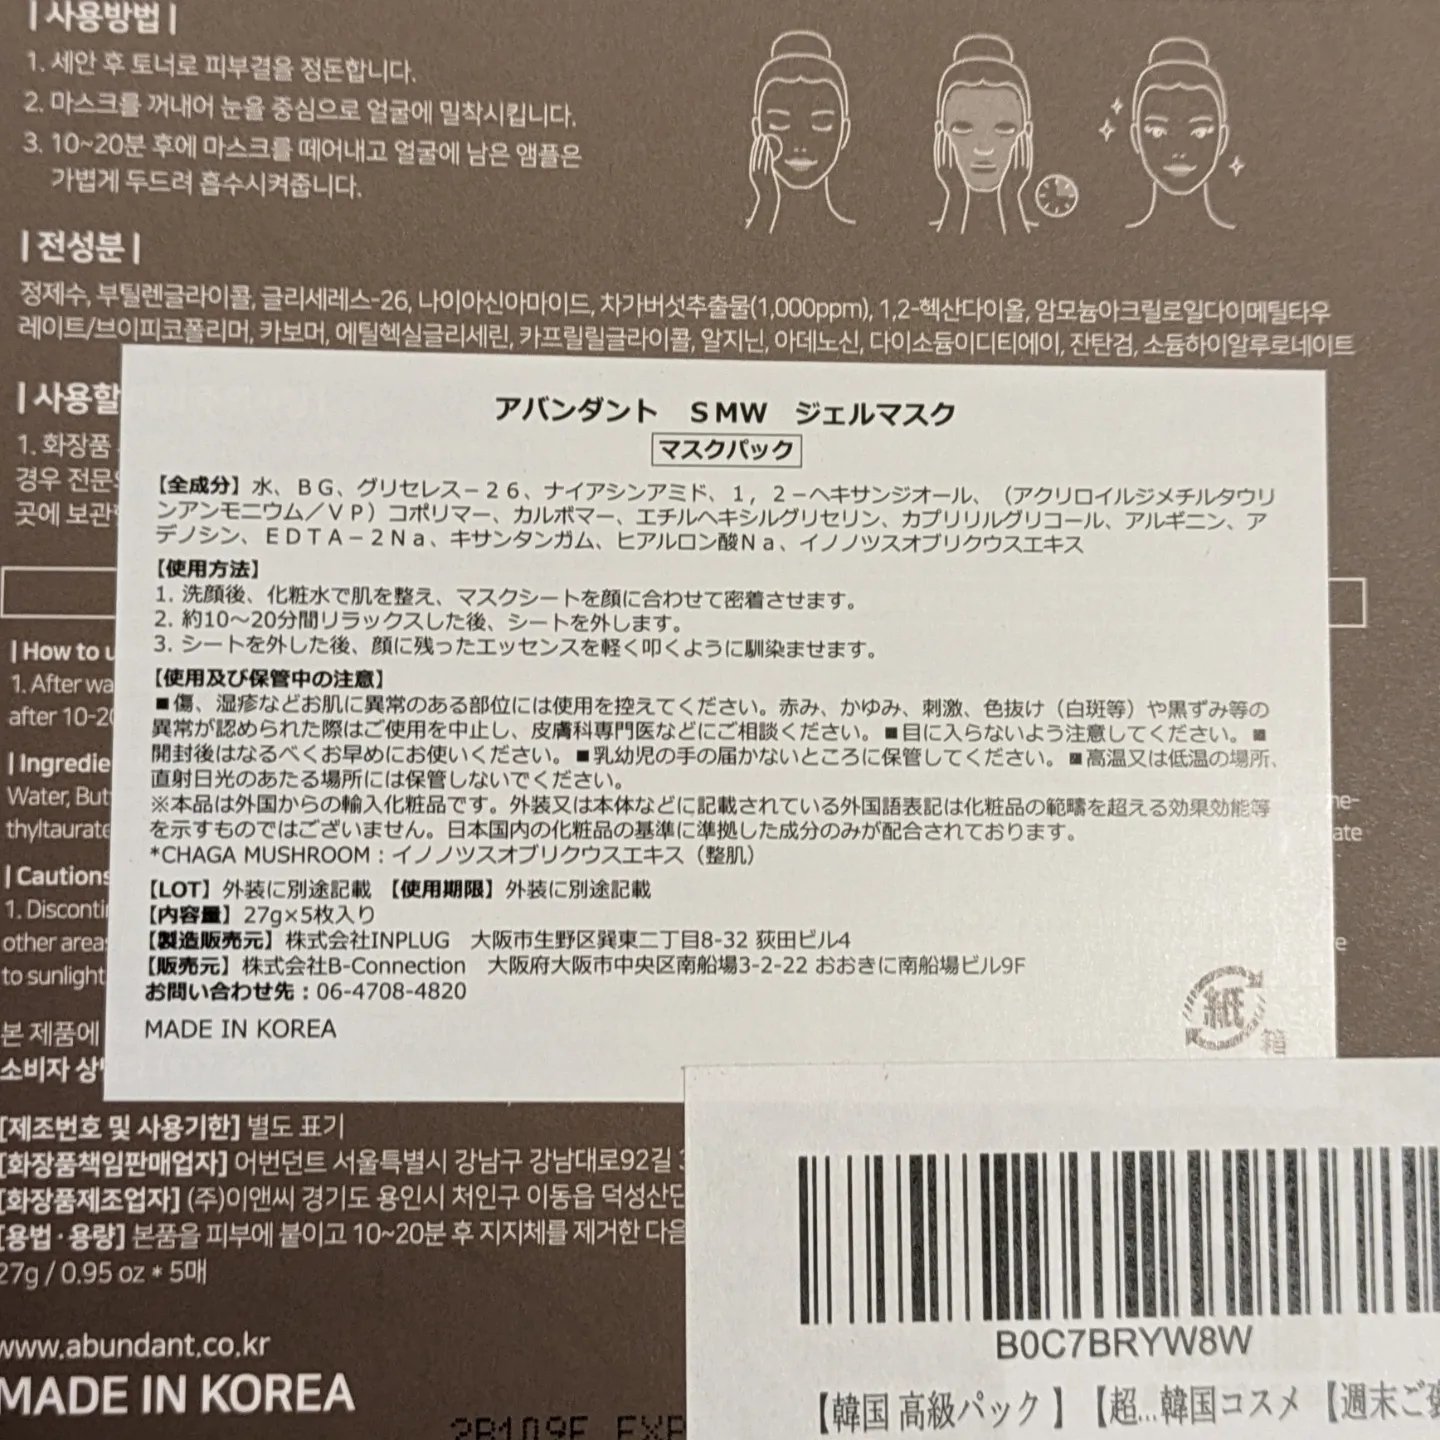 | 사용방법 |
1. 세안 후 토너로 피부결을 정돈합니다.
2. 마스크를 꺼내어 눈을 중심으로 얼굴에 밀착시킵니다.
3. 10~20분 후에 마스크를 떼어내고 얼굴에 남은 앰플은
가볍게 두드려 흡수시켜줍니다.
| 전성분 |
정제수, 부틸렌글라이콜, 글리세레스-26, 나이아신아마이드, 차가버섯추출물(1,000ppm), 1,2-헥산다이올, 암모늄아크릴로일다이메틸타우
레이트/브이피코폴리머, 카보머, 에틸헥실글리세린, 카프릴릴글라이콜, 알지닌, 아데노신, 다이소듐이디티에이, 잔탄검, 소듐하이알루로네이트
| 사용할
1. 화장품
경우 전문
곳에 보관
アバンダント　ＳＭＷ　ジェルマスク
マスクパック
【全成分】水、ＢＧ、グリセレス－２６、ナイアシンアミド、１，２－ヘキサンジオール、（アクリロイルジメチルタウリ
ンアンモニウム／ＶＰ）コポリマー、カルボマー、エチルヘキシルグリセリン、カプリリルグリコール、アルギニン、ア
デノシン、ＥＤＴＡ－２Ｎａ、キサンタンガム、ヒアルロン酸Ｎａ、イノノツスオブリクウスエキス
【使用方法】
1. 洗顔後、化粧水で肌を整え、マスクシートを顔に合わせて密着させます。
2. 約10～20分間リラックスした後、シートを外します。
3. シートを外した後、顔に残ったエッセンスを軽く叩くように馴染ませます。
【使用及び保管中の注意】
■傷、湿疹などお肌に異常のある部位には使用を控えてください。赤み、かゆみ、刺激、色抜け（白斑等）や黒ずみ等の
異常が認められた際はご使用を中止し、皮膚科専門医などにご相談ください。■目に入らないよう注意してください。■
開封後はなるべくお早めにお使いください。■乳幼児の手の届かないところに保管してください。■高温又は低温の場所、
直射日光のあたる場所には保管しないでください。
※本品は外国からの輸入化粧品です。外装又は本体などに記載されている外国語表記は化粧品の範疇を超える効果効能等
を示すものではございません。日本国内の化粧品の基準に準拠した成分のみが配合されております。
*CHAGA MUSHROOM：イノノツスオブリクウスエキス（整肌）
【LOT】外装に別途記載 【使用期限】外装に別途記載
【内容量】27g×5枚入り
【製造販売元】株式会社INPLUG　大阪市生野区巽東二丁目8-32 荻田ビル4
【販売元】株式会社B-Connection　大阪府大阪市中央区南船場3-2-22 おおきに南船場ビル9F
お問い合わせ先：06-4708-4820
MADE IN KOREA
紙
箱
| How to u
1. After wa
after 10-20
| Ingredie
Water, But
thyltaurate
| Cautions
1. Disconti
other areas
to sunlight
본 제품에
소비자 상
[제조번호 및 사용기한] 별도 표기
[화장품책임판매업자] 어번던트 서울특별시 강남구 강남대로92길
[화장품제조업자] (주)이앤씨 경기도 용인시 처인구 이동읍 덕성산단
[용법·용량] 본품을 피부에 붙이고 10~20분 후 지지체를 제거한 다음
27g / 0.95 oz * 5매
www.abundant.co.kr
MADE IN KOREA
B0C7BRYW8W
【韓国 高級パック 】【超...韓国コスメ 【週末ご褒